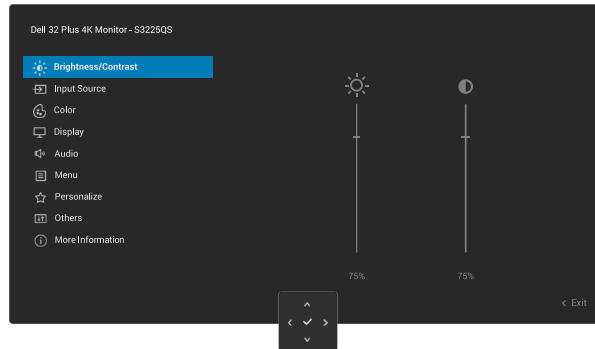 Dell 32 Plus 4K Monitor - S3225QS
Brightness/Contrast
Input Source
Color
Display
Audio
Menu
Personalize
Others
More Information
75% 75%
Exit